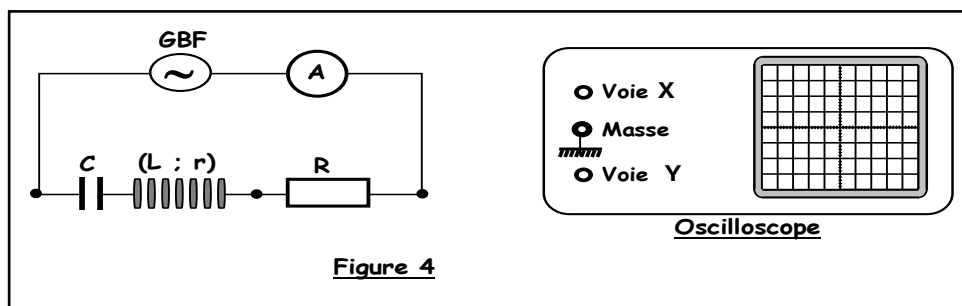 GBF
A
C
(L ; r)
R
Figure 4
Voie X
Masse
Voie Y
Oscilloscope